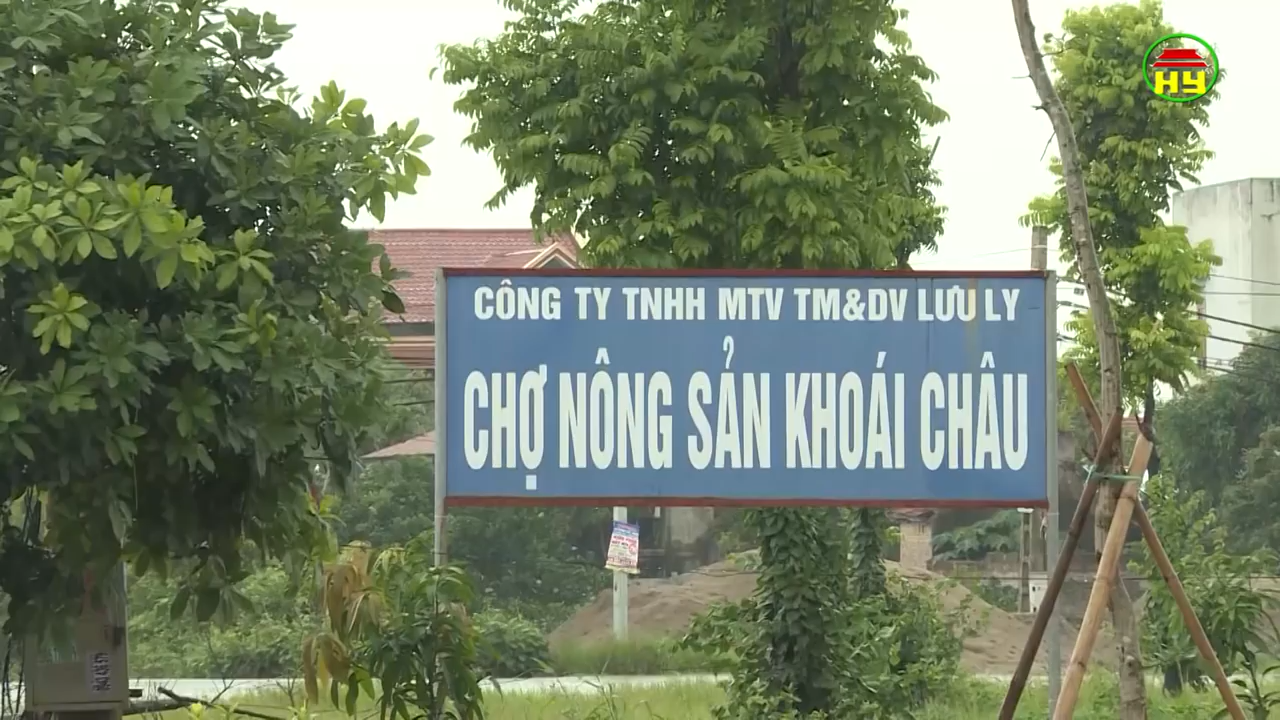 HY
CÔNG TY TNHH MTV TM&DV LƯU LY
CHỢ NÔNG SẢN KHOÁI CHÂU